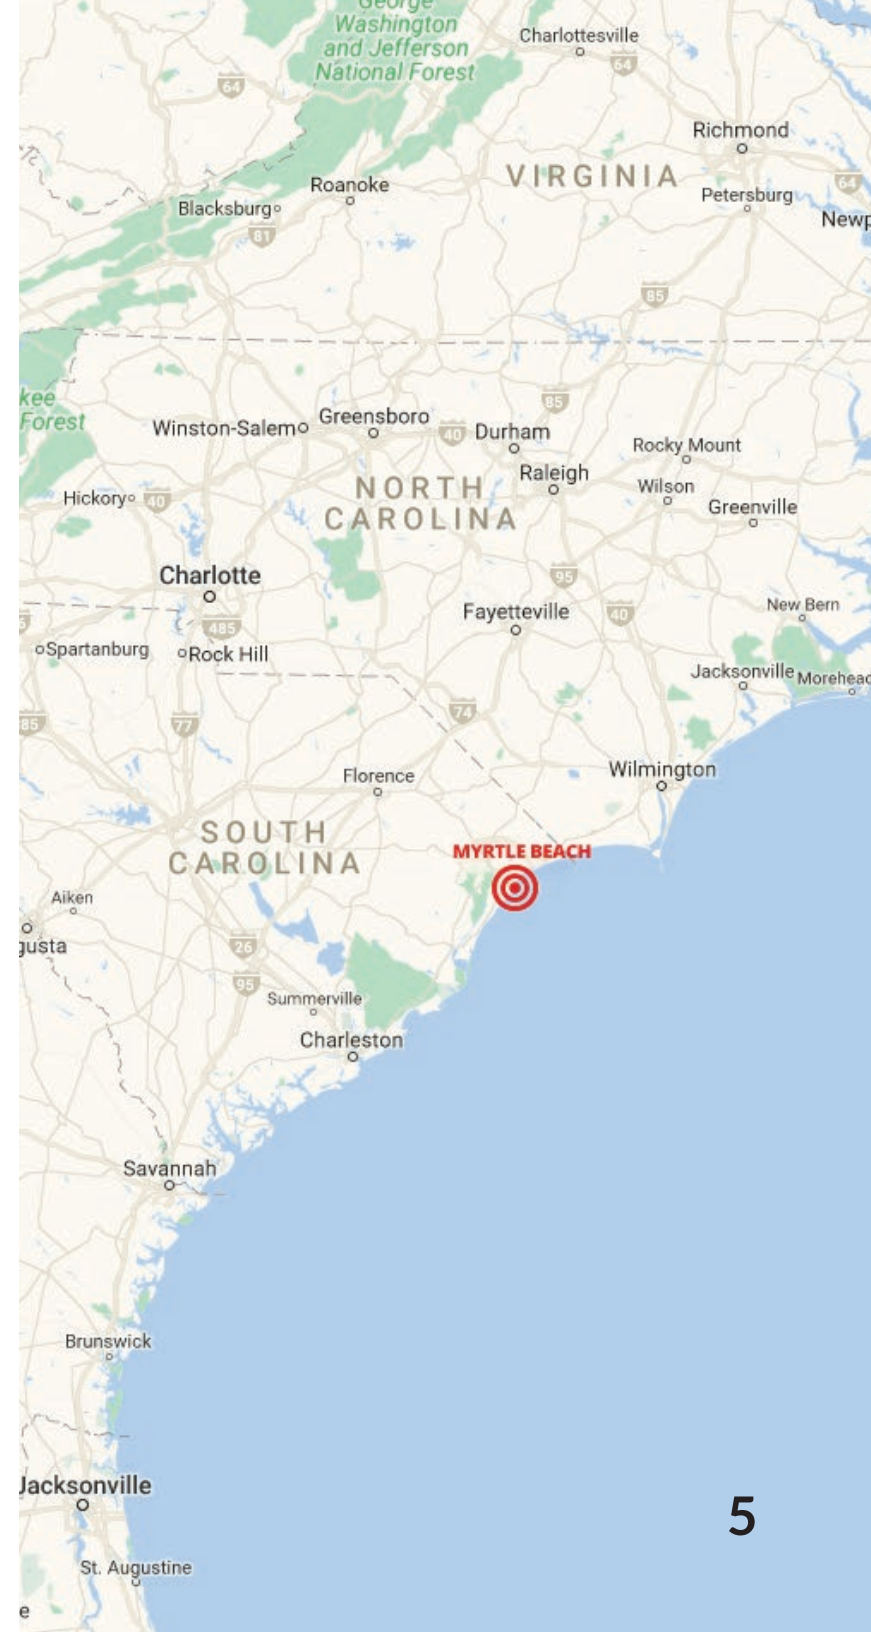 George
Washington
and Jefferson
National Forest
Charlottesville
64
64
Richmond
VIRGINIA
Roanoke
64
Petersburg
Blacksburg
Newp
81
85
kee
Forest
85
Greensboro
Winston-Salem
40
Durham
Rocky Mount
Raleigh
NORTH
CAROLINA
Wilson
Hickory
40
Greenville
Charlotte
95
New Bern
Fayetteville
40
485
Spartanburg
Rock Hill
Jacksonville
Morehead
74
85
77
Wilmington
Florence
SOUTH
CAROLINA
MYRTLE BEACH
Aiken
gusta
26
95
Summerville
Charleston
Savannah
Brunswick
Jacksonville
5
St. Augustine
e